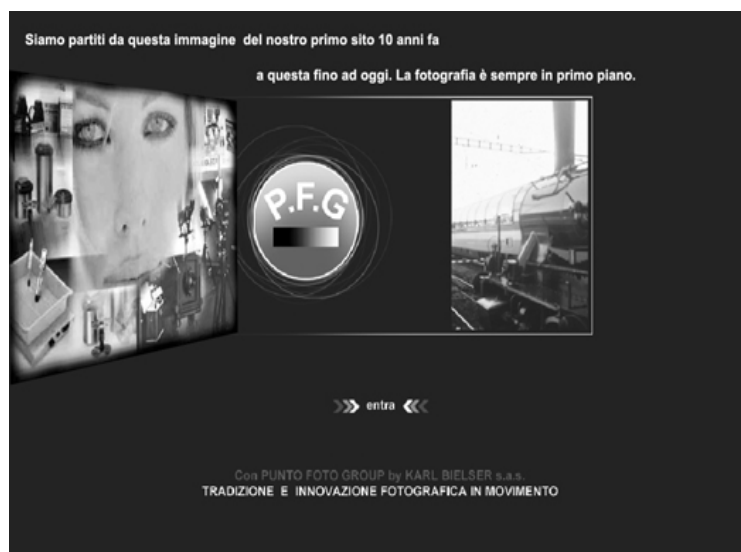 Siamo partiti da questa immagine del nostro primo sito 10 anni fa
a questa fino ad oggi. La fotografia è sempre in primo piano.
P.F.G
entra
Con PUNTO FOTO GROUP by KARL BIELSER s.a.s.
TRADIZIONE E INNOVAZIONE FOTOGRAFICA IN MOVIMENTO